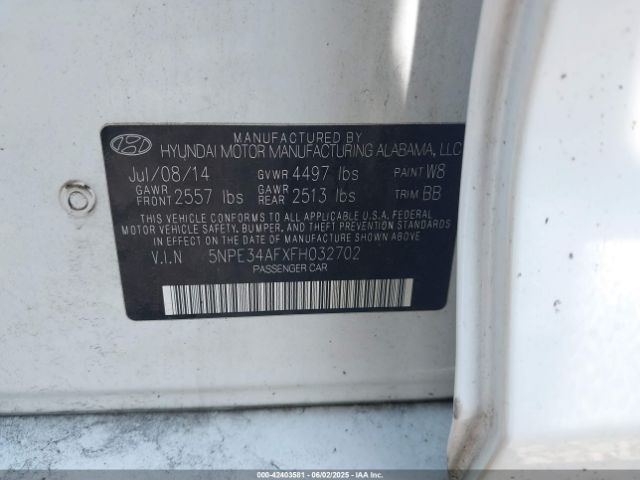 MANUFACTURED BY
HYUNDAI MOTOR MANUFACTURING ALABAMA, LLC
Jul/08/14 GVWR 4497 lbs PAINT W8
GAWR FRONT 2557 lbs GAWR REAR 2513 lbs TRIM BB
THIS VEHICLE CONFORMS TO ALL APPLICABLE U.S.A. FEDERAL
MOTOR VEHICLE SAFETY, BUMPER, AND THEFT PREVENTION STANDARDS
IN EFFECT ON THE DATE OF MANUFACTURE SHOWN ABOVE.
V.I.N 5NPE34AFXFH032702
PASSENGER CAR
000-42403581 - 06/02/2025 - IAAI.COM